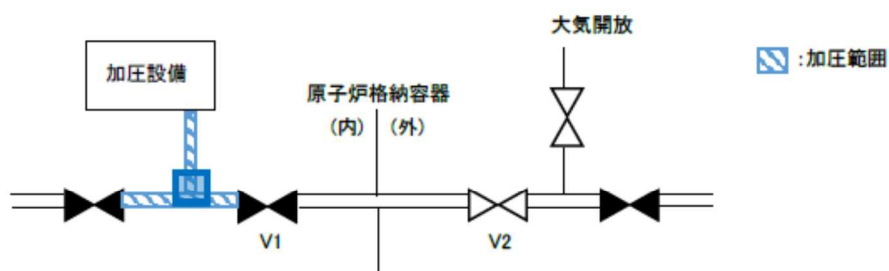 大気開放
:加圧範囲
加圧設備
原子炉格納容器
(内) (外)
V1
V2